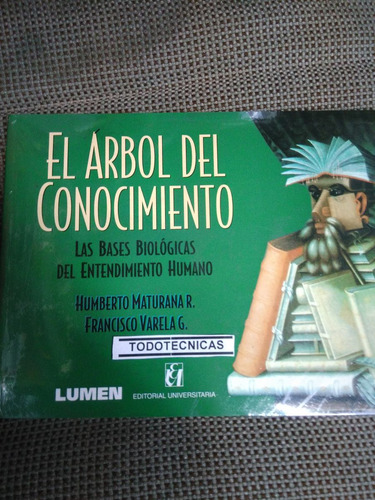 EL ÁRBOL DEL
CONOCIMIENTO
LAS BASES BIOLÓGICAS
DEL ENTENDIMIENTO HUMANO
HUMBERTO MATURANA R.
FRANCISCO VARELA G.
TODOTECNICAS
LUMEN
EDITORIAL UNIVERSITARIA